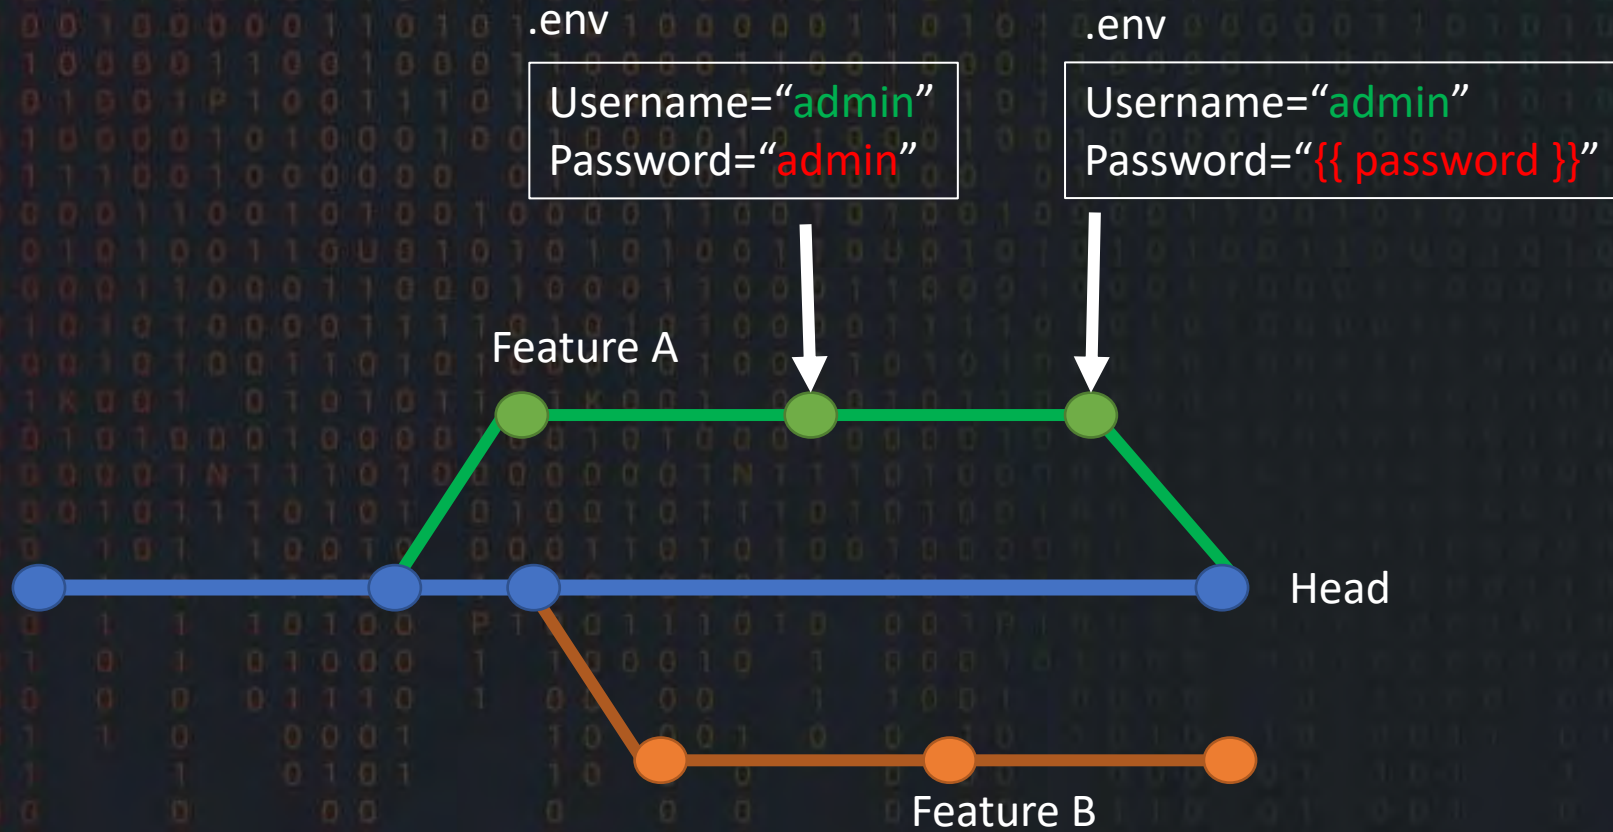 .env
Username=“admin”
Password=“admin”
.env
Username=“admin”
Password=“{{ password }}”
Feature A
Head
Feature B